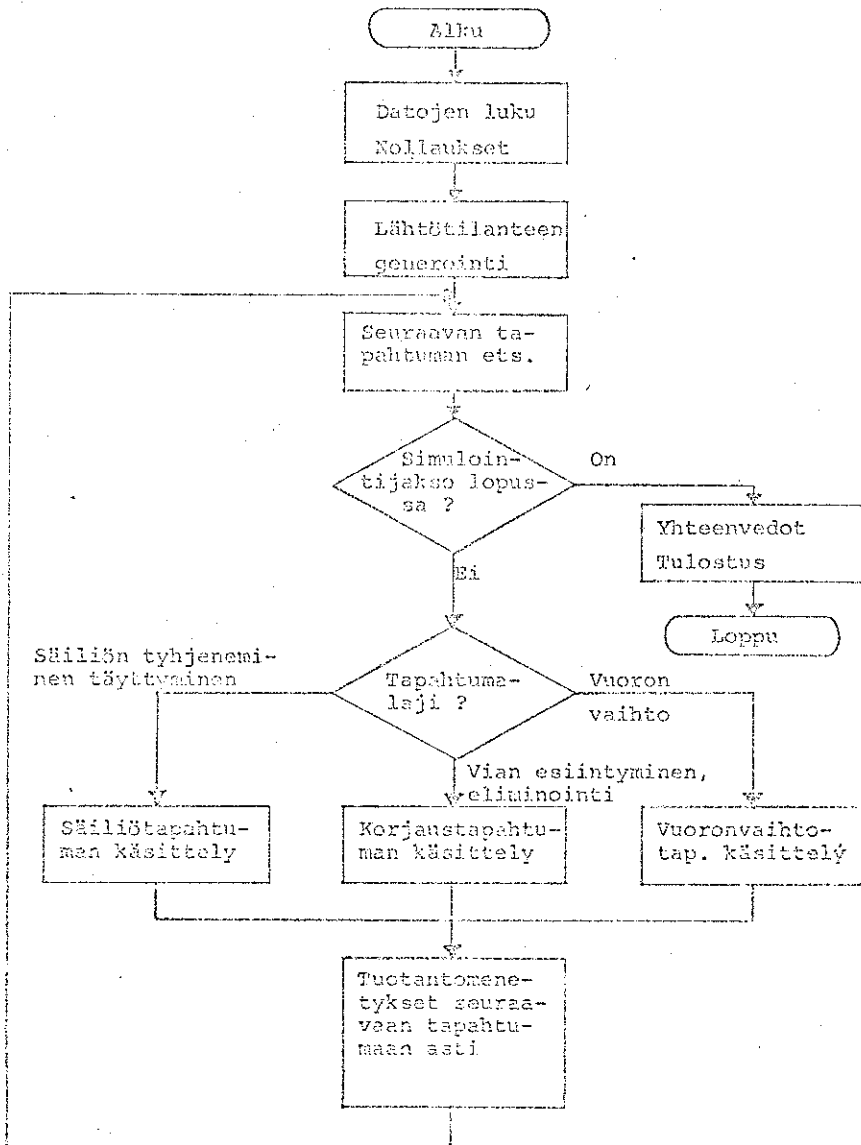 Alku
Datojen luku
Nollaukset
Lähtötilanteen
generointi
Seuraavan ta-
pahtuman ets.
Simuloin-
tijakso lopus-
sa ?
On
Yhteenvedot
Tulostus
Ei
Loppu
Säiliön tyhjenemi-
nen täyttyminen
Tapahtuma-
laji ?
Vuoron
vaihto
Vian esiintyminen,
eliminointi
Säiliötapahtu-
man käsittely
Korjaustapahtu-
man käsittely
Vuoronvaihto-
tap. käsittely
Tuotantomene-
tykset seuraa-
vaan tapahtu-
maan asti